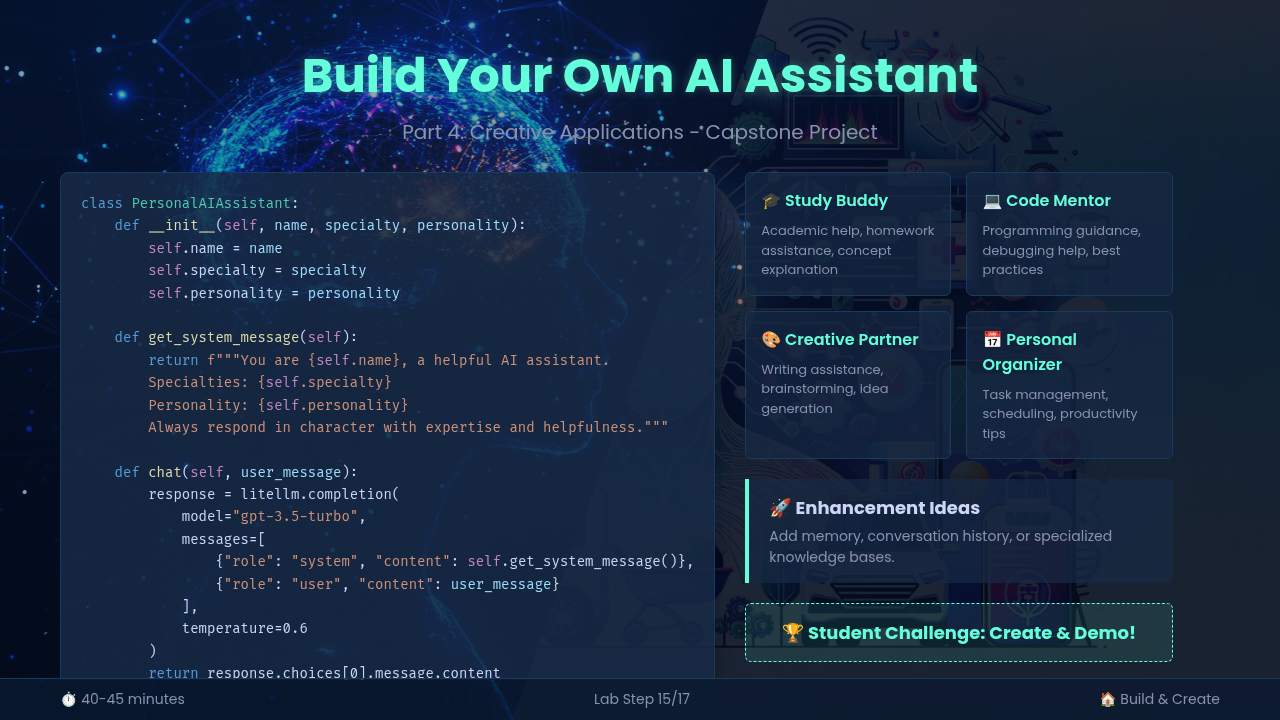 Build Your Own AI Assistant
Part 4: Creative Applications - Capstone Project
class PersonalAIAssistant:
    def __init__(self, name, specialty, personality):
        self.name = name
        self.specialty = specialty
        self.personality = personality
    def get_system_message(self):
        return f"""You are {self.name}, a helpful AI assistant.
        Specialties: {self.specialty}
        Personality: {self.personality}
        Always respond in character with expertise and helpfulness."""
    def chat(self, user_message):
        response = litellm.completion(
            model="gpt-3.5-turbo",
            messages=[
                {"role": "system", "content": self.get_system_message()},
                {"role": "user", "content": user_message}
            ],
            temperature=0.6
        )
        return response.choices[0].message.content
🎓 Study Buddy
Academic help, homework
assistance, concept
explanation
💻 Code Mentor
Programming guidance,
debugging help, best
practices
🎨 Creative Partner
Writing assistance,
brainstorming, idea
generation
📅 Personal
Organizer
Task management,
scheduling, productivity
tips
🚀 Enhancement Ideas
Add memory, conversation history, or specialized
knowledge bases.
🏆 Student Challenge: Create & Demo!
⏱️ 40-45 minutes
Lab Step 15/17
🏠 Build & Create